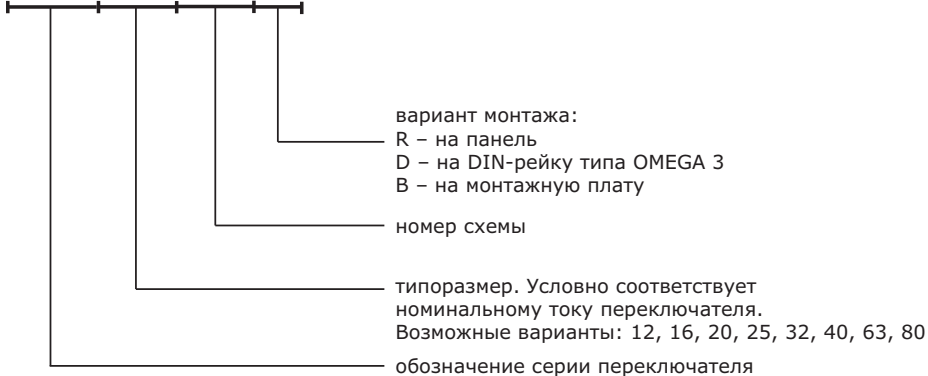 вариант монтажа:
R – на панель
D – на DIN-рейку типа OMEGA 3
B – на монтажную плату
номер схемы
типоразмер. Условно соответствует
номинальному току переключателя.
Возможные варианты: 12, 16, 20, 25, 32, 40, 63, 80
обозначение серии переключателя